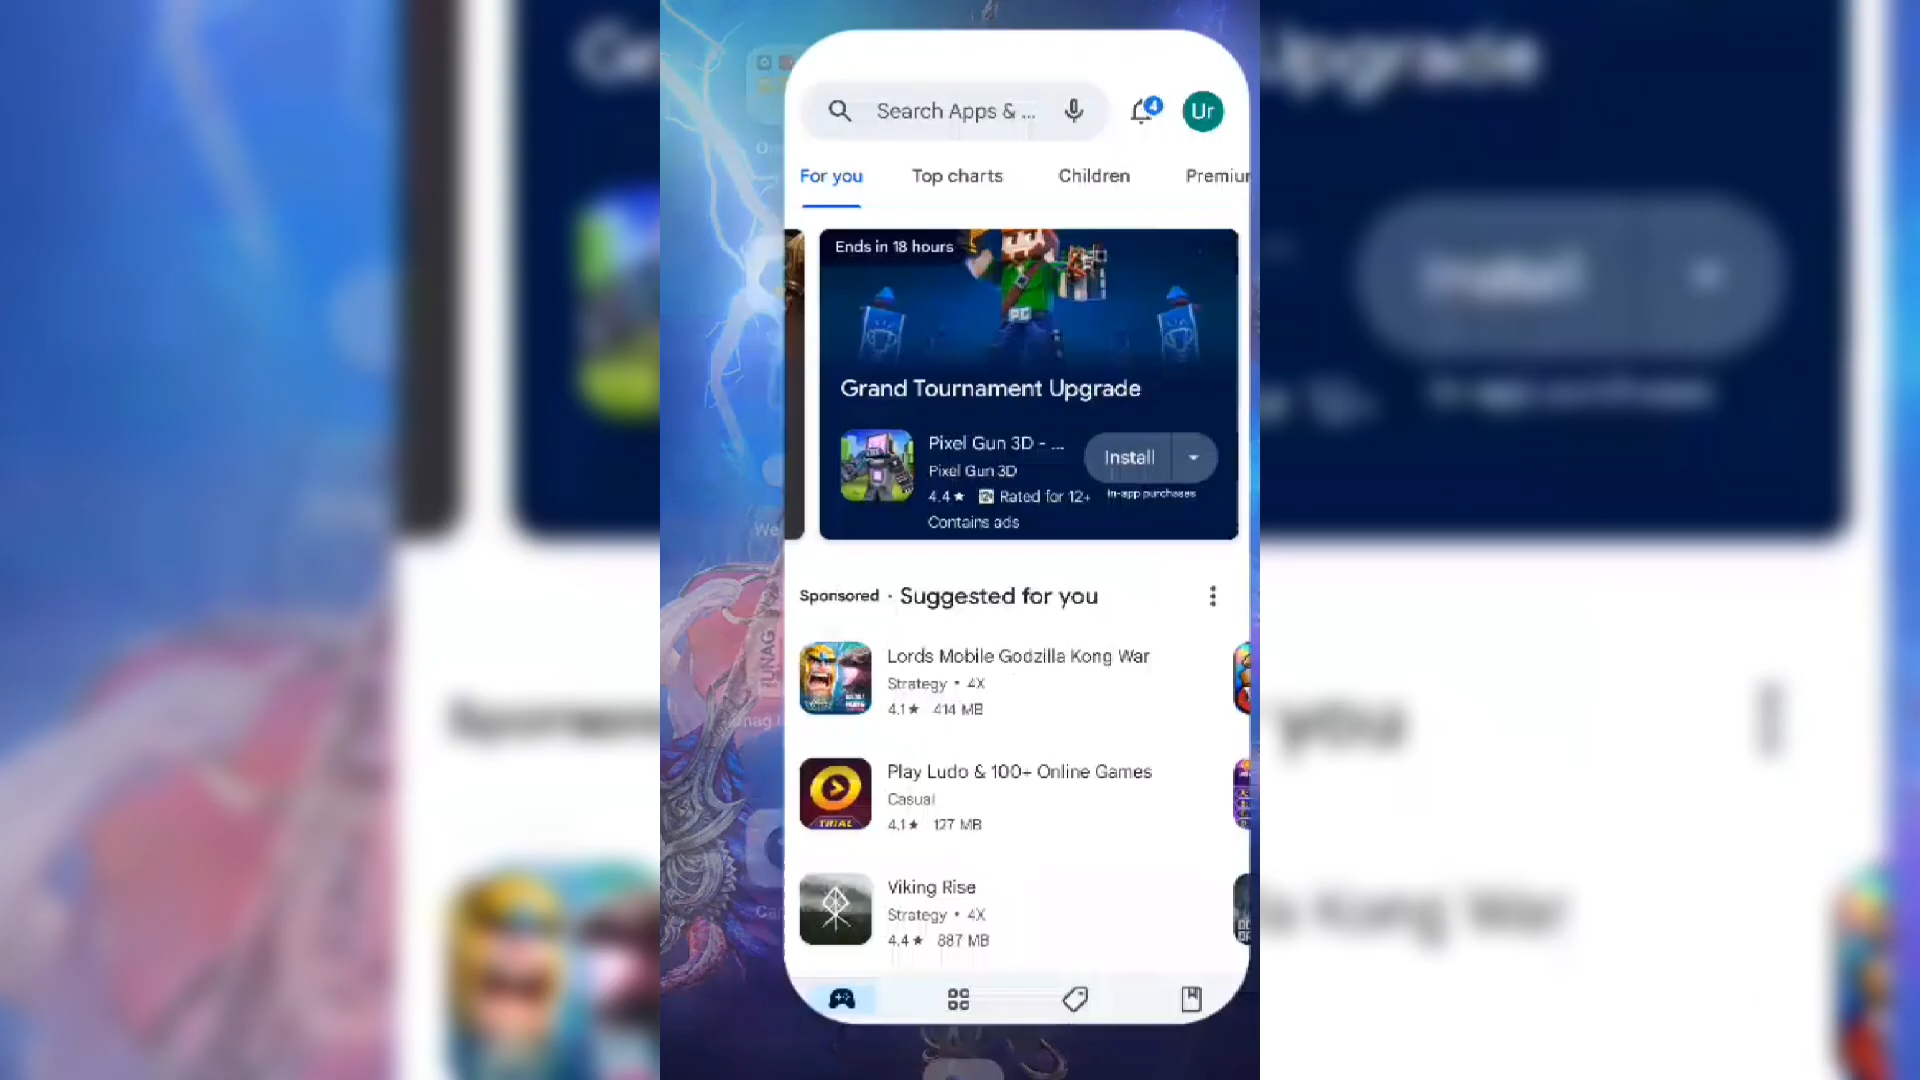 Search Apps & ...
4
Ur
For you
Top charts
Children
Premiur
Ends in 18 hours
PG
Grand Tournament Upgrade
Pixel Gun 3D - ...
Pixel Gun 3D
4.4★ 12+ Rated for 12+
Contains ads
Install
In-app purchases
Sponsored · Suggested for you
Lords Mobile Godzilla Kong War
Strategy • 4X
4.1★ 414 MB
Play Ludo & 100+ Online Games
Casual
4.1★ 127 MB
TRIAL
Viking Rise
Strategy • 4X
4.4★ 887 MB